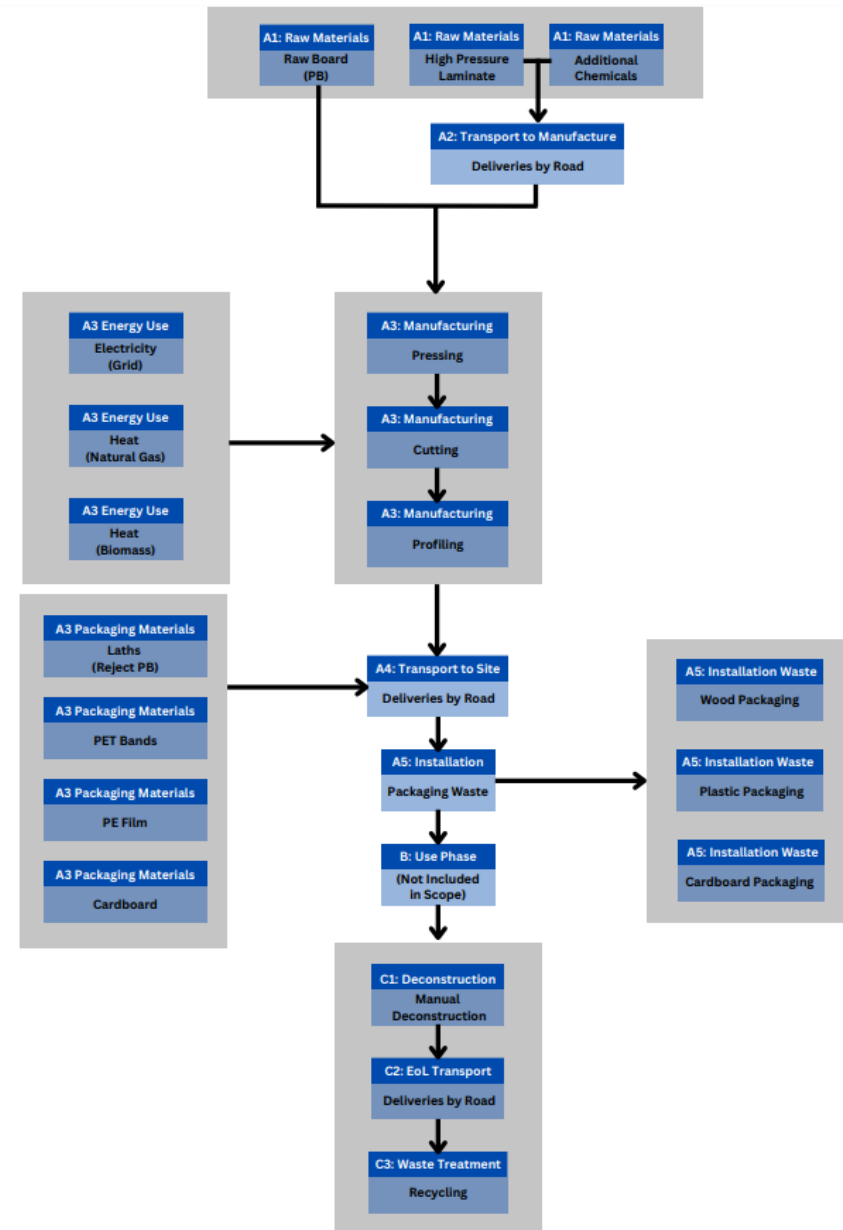 A1: Raw Materials
Raw Board
(PB)
A1: Raw Materials
High Pressure
Laminate
A1: Raw Materials
Additional
Chemicals
A2: Transport to Manufacture
Deliveries by Road
A3 Energy Use
Electricity
(Grid)
A3 Energy Use
Heat
(Natural Gas)
A3 Energy Use
Heat
(Biomass)
A3: Manufacturing
Pressing
A3: Manufacturing
Cutting
A3: Manufacturing
Profiling
A3 Packaging Materials
Laths
(Reject PB)
A3 Packaging Materials
PET Bands
A3 Packaging Materials
PE Film
A3 Packaging Materials
Cardboard
A4: Transport to Site
Deliveries by Road
A5: Installation
Packaging Waste
B: Use Phase
(Not Included
in Scope)
A5: Installation Waste
Wood Packaging
A5: Installation Waste
Plastic Packaging
A5: Installation Waste
Cardboard Packaging
C1: Deconstruction
Manual
Deconstruction
C2: EoL Transport
Deliveries by Road
C3: Waste Treatment
Recycling